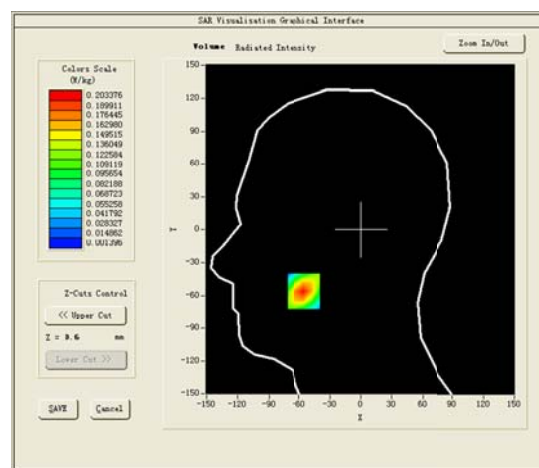 SAR Visualisation Graphical Interface
Volume Radiated Intensity
Zoom In/Out
Colors Scale
(W/kg)
0.203376
0.189911
0.176445
0.162980
0.149515
0.136049
0.122584
0.109119
0.095654
0.082188
0.068723
0.055258
0.041792
0.028327
0.014862
0.001396
Z-Cuts Control
<< Upper Cut
Z = 0.6 mm
Lower Cut >>
SAVE Cancel
150
120
90
60
30
0
-30
-60
-90
-120
-150
Y
-150 -120 -90 -60 -30 0 30 60 90 120 150
X